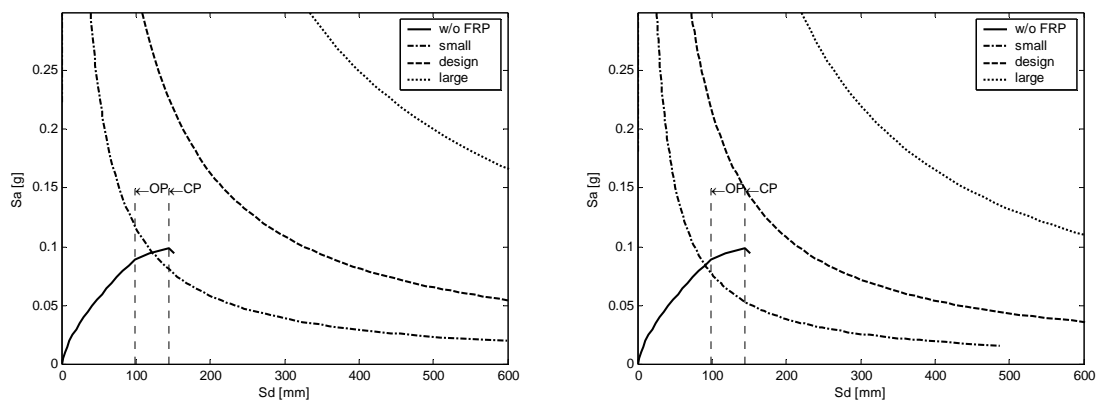 w/o FRP
small
design
large
0.25
0.2
0.15
0.1
0.05
0
Sa [g]
←OP
←CP
0 100 200 300 400 500 600
Sd [mm]
w/o FRP
small
design
large
0.25
0.2
0.15
0.1
0.05
0
Sa [g]
←OP
←CP
0 100 200 300 400 500 600
Sd [mm]